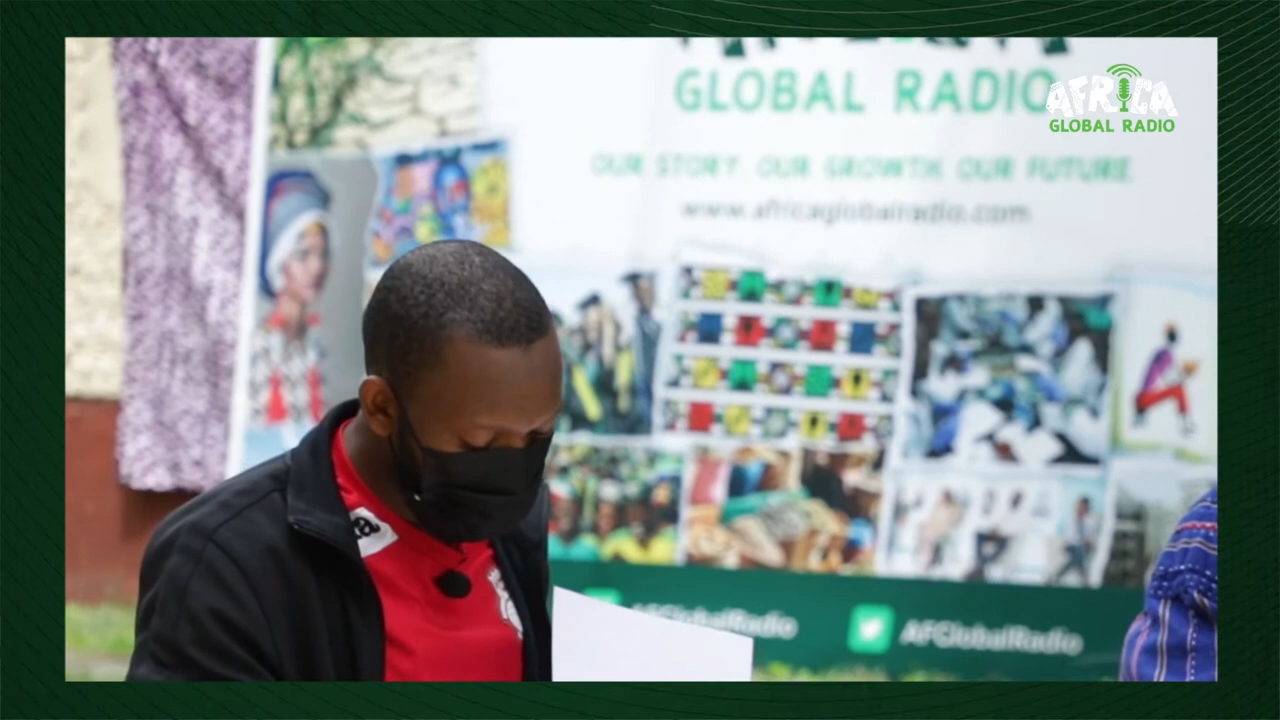 GLOBAL RADIO
AFRICA
GLOBAL RADIO
OUR STORY. OUR GROWTH. OUR FUTURE
www.africaglobalradio.com
AFGlobalRadio
AFGlobalRadio